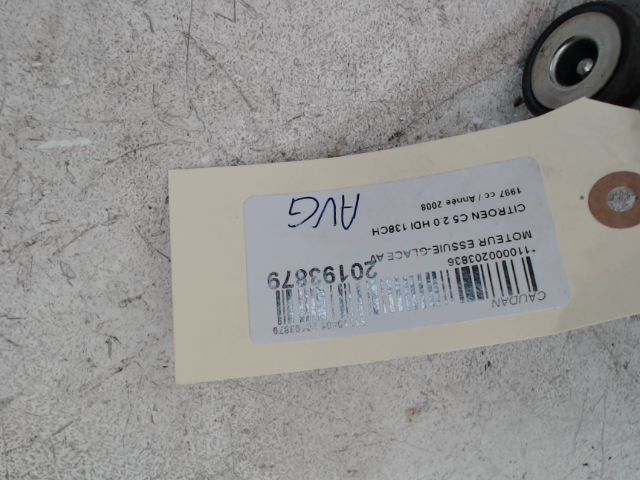 CAUDAN
*110000203836
20193879
MOTEUR ESSUIE-GLACE AV
CITROEN C5 2.0 HDI 138CH
1997 cc / Année 2008
AVG